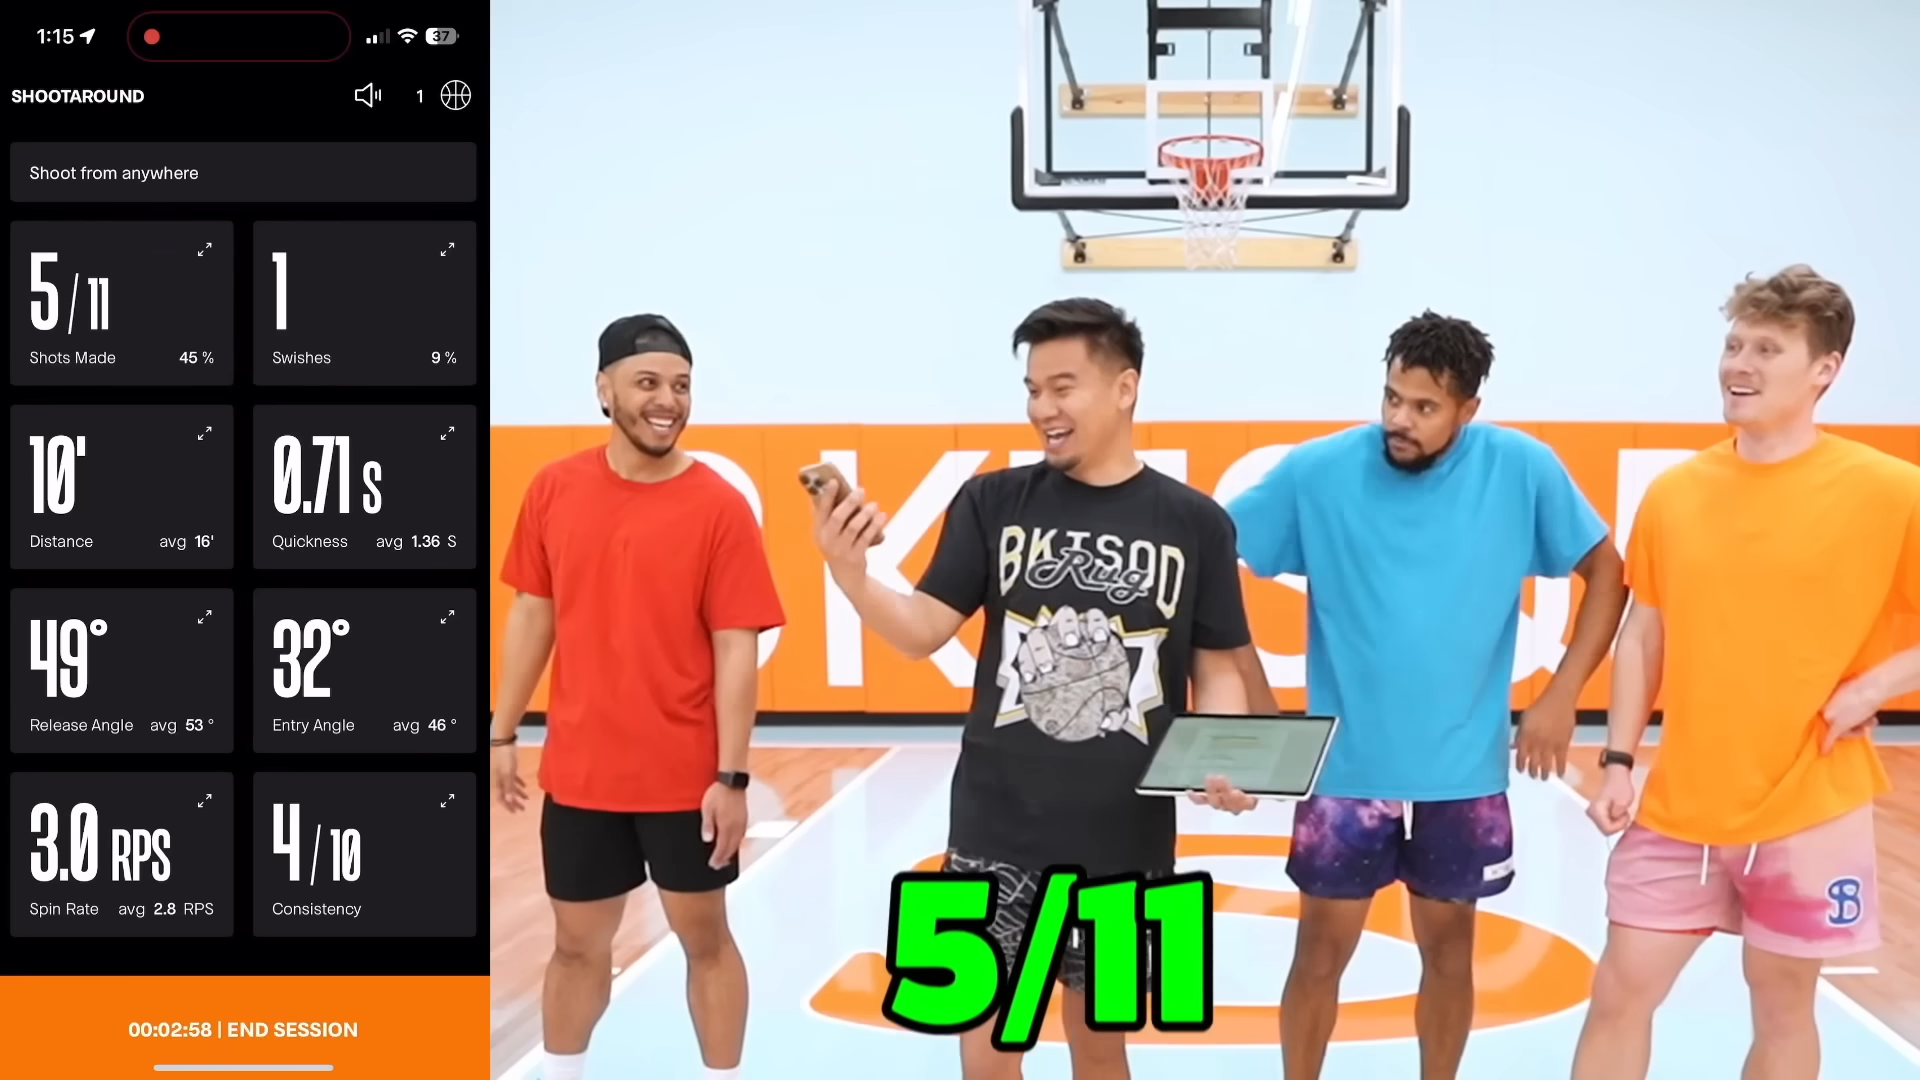 1:15
37
SHOOTAROUND
1
Shoot from anywhere
5/11
Shots Made 45 %
1
Swishes 9 %
10'
Distance avg 16'
0.71 S
Quickness avg 1.36 S
49°
Release Angle avg 53 °
32°
Entry Angle avg 46 °
3.0 RPS
Spin Rate avg 2.8 RPS
4/10
Consistency
00:02:58 | END SESSION
BKTSQD
Rug
B
5/11